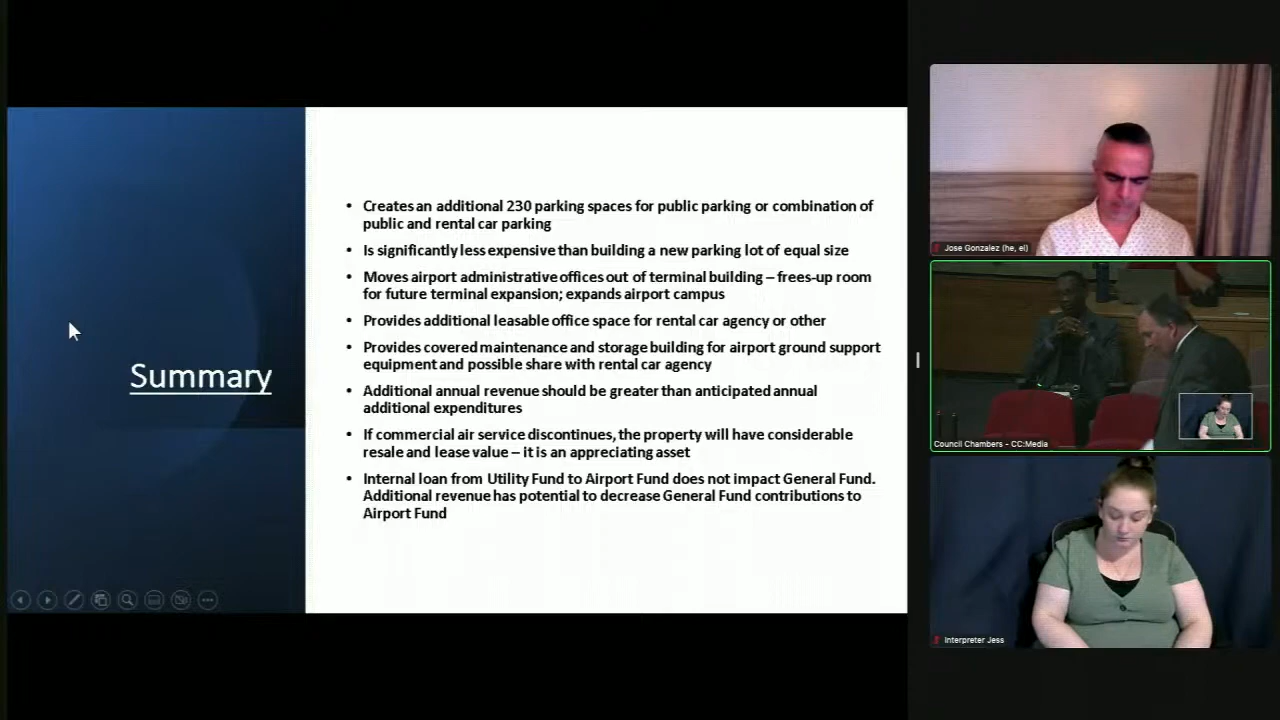 Summary
• Creates an additional 230 parking spaces for public parking or combination of
public and rental car parking
• Is significantly less expensive than building a new parking lot of equal size
• Moves airport administrative offices out of terminal building – frees-up room
for future terminal expansion; expands airport campus
• Provides additional leasable office space for rental car agency or other
• Provides covered maintenance and storage building for airport ground support
equipment and possible share with rental car agency
• Additional annual revenue should be greater than anticipated annual
additional expenditures
• If commercial air service discontinues, the property will have considerable
resale and lease value – it is an appreciating asset
• Internal loan from Utility Fund to Airport Fund does not impact General Fund.
Additional revenue has potential to decrease General Fund contributions to
Airport Fund
Jose Gonzalez (he, el)
Council Chambers - CC:Media
Interpreter Jess